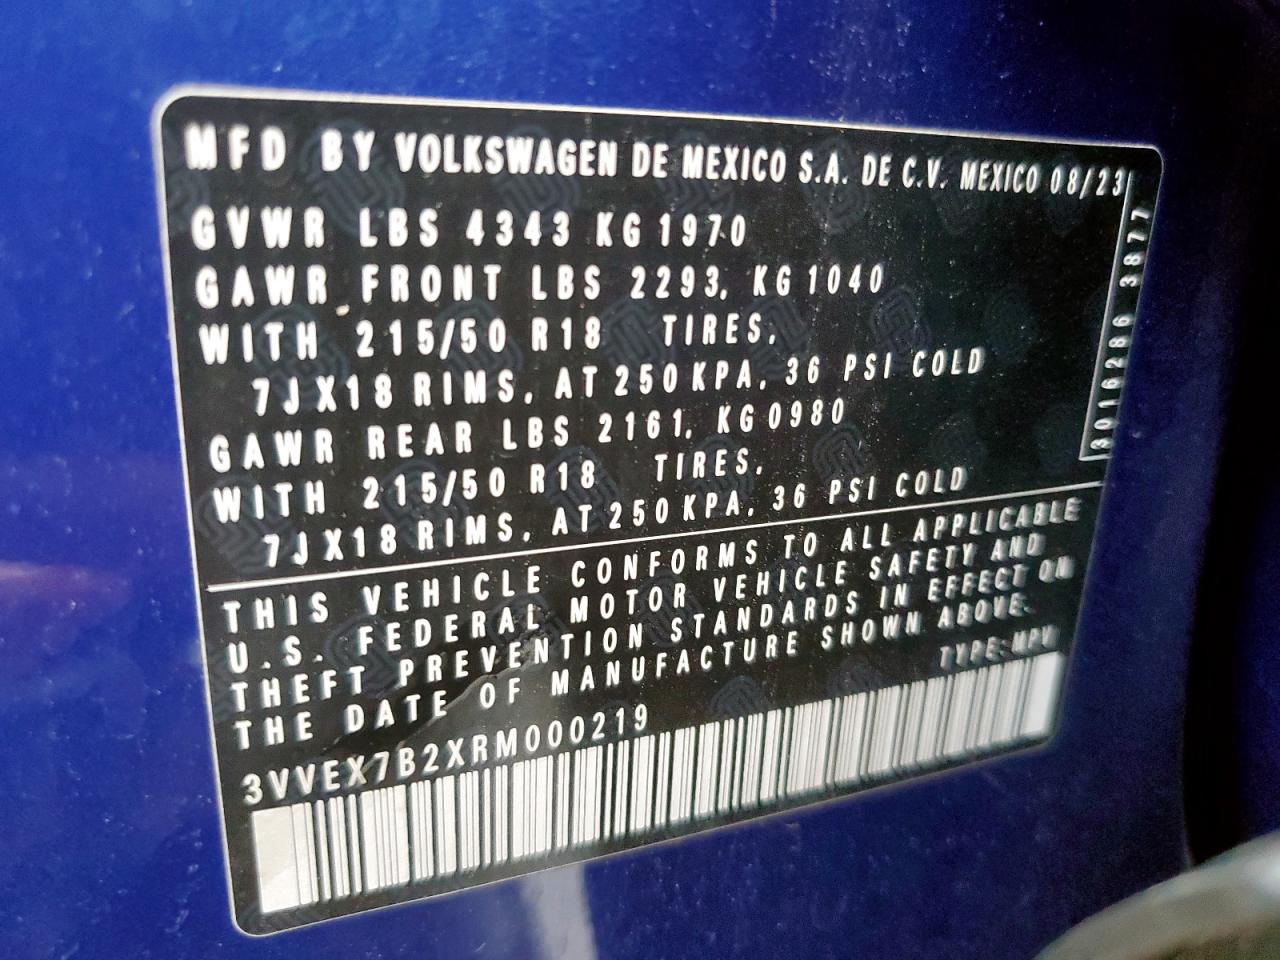 MFD BY VOLKSWAGEN DE MEXICO S.A. DE C.V. MEXICO 08/23
GVWR LBS 4343 KG 1970
GAWR FRONT LBS 2293, KG 1040
WITH 215/50 R18 TIRES,
7JX18 RIMS, AT 250 KPA, 36 PSI COLD
GAWR REAR LBS 2161, KG 0980
WITH 215/50 R18 TIRES,
7JX18 RIMS, AT 250 KPA, 36 PSI COLD
3016286 3877
THIS VEHICLE CONFORMS TO ALL APPLICABLE
U.S. FEDERAL MOTOR VEHICLE SAFETY AND
THEFT PREVENTION STANDARDS IN EFFECT ON
THE DATE OF MANUFACTURE SHOWN ABOVE.
3VVEX7B2XRM000219 TYPE: MPV